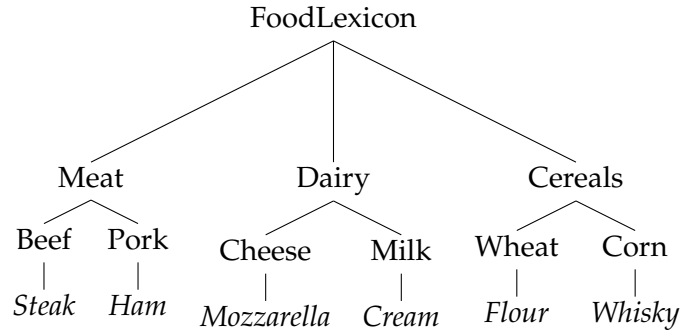 FoodLexicon
Meat Dairy Cereals
Beef Pork Cheese Milk Wheat Corn
Steak Ham Mozzarella Cream Flour Whisky